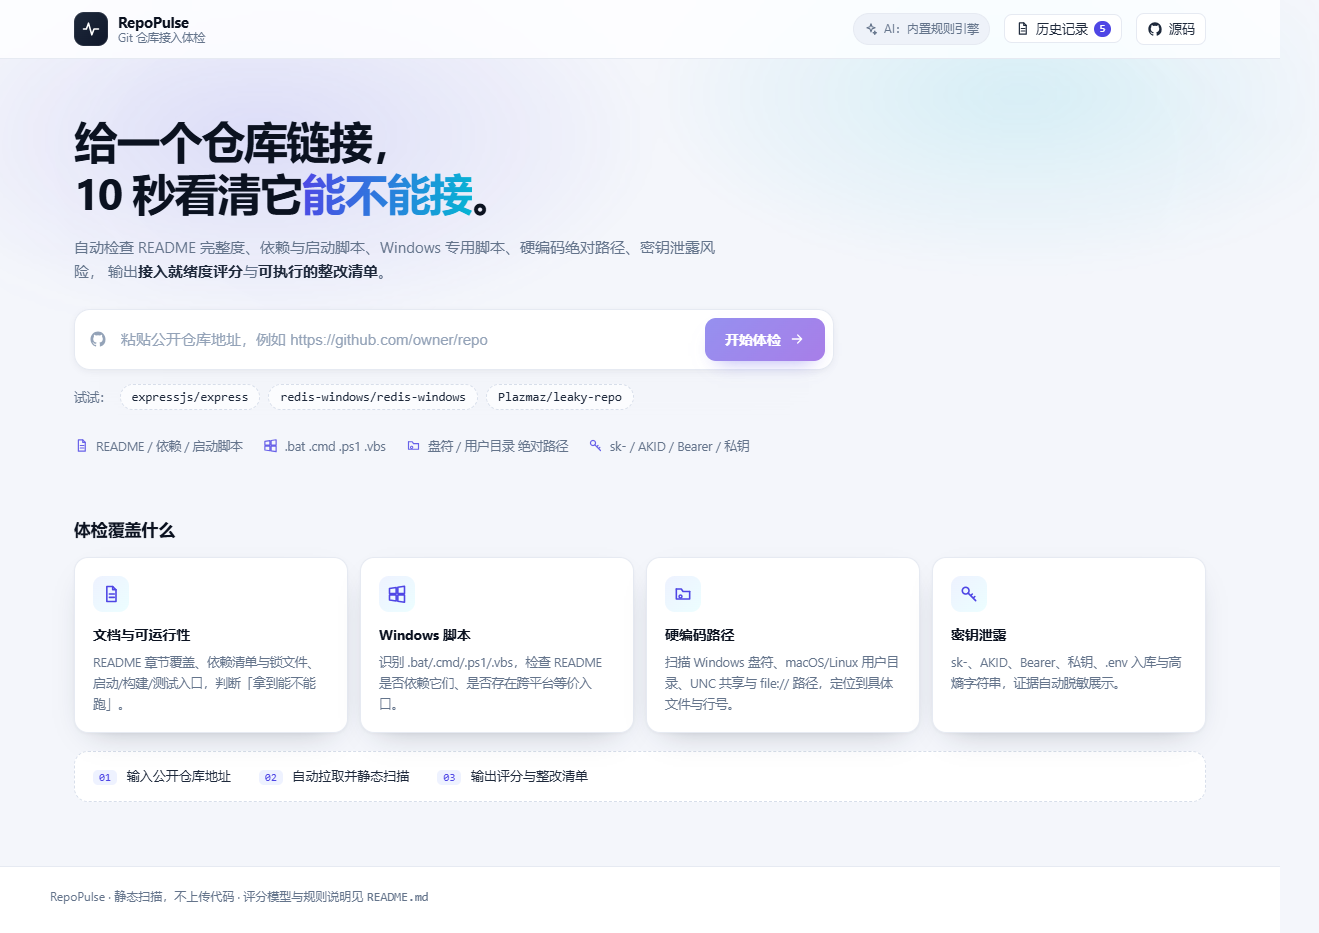 RepoPulse
Git 仓库接入体检
AI：内置规则引擎
历史记录 5
源码
给一个仓库链接，
10 秒看清它能不能接。
自动检查 README 完整度、依赖与启动脚本、Windows 专用脚本、硬编码绝对路径、密钥泄露风
险， 输出接入就绪度评分与可执行的整改清单。
粘贴公开仓库地址，例如 https://github.com/owner/repo
开始体检 →
试试：
expressjs/express
redis-windows/redis-windows
Plazmaz/leaky-repo
README / 依赖 / 启动脚本
.bat .cmd .ps1 .vbs
盘符 / 用户目录 绝对路径
sk- / AKID / Bearer / 私钥
体检覆盖什么
文档与可运行性
README 章节覆盖、依赖清单与锁文件、
启动/构建/测试入口，判断「拿到能不能
跑」。
Windows 脚本
识别 .bat/.cmd/.ps1/.vbs，检查 README
是否依赖它们、是否存在跨平台等价入
口。
硬编码路径
扫描 Windows 盘符、macOS/Linux 用户目
录、UNC 共享与 file:// 路径，定位到具体
文件与行号。
密钥泄露
sk-、AKID、Bearer、私钥、.env 入库与高
熵字符串，证据自动脱敏展示。
01 输入公开仓库地址
02 自动拉取并静态扫描
03 输出评分与整改清单
RepoPulse · 静态扫描，不上传代码 · 评分模型与规则说明见 README.md